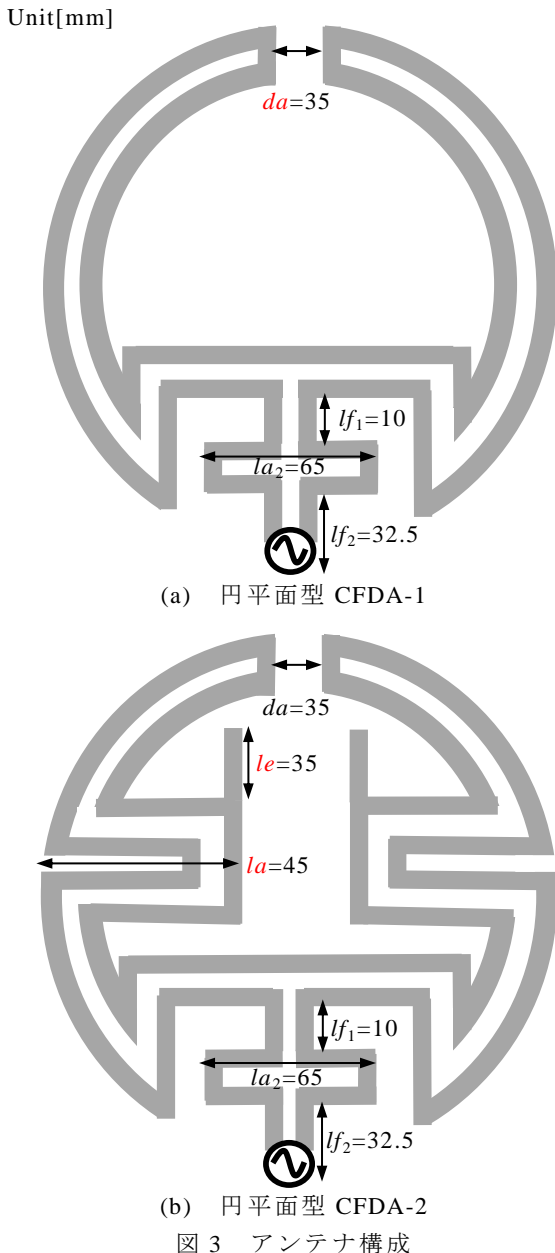 Unit[mm]
da=35
lf1=10
la2=65
lf2=32.5
(a) 円平面型 CFDA-1
da=35
le=35
la=45
lf1=10
la2=65
lf2=32.5
(b) 円平面型 CFDA-2
図 3 アンテナ構成